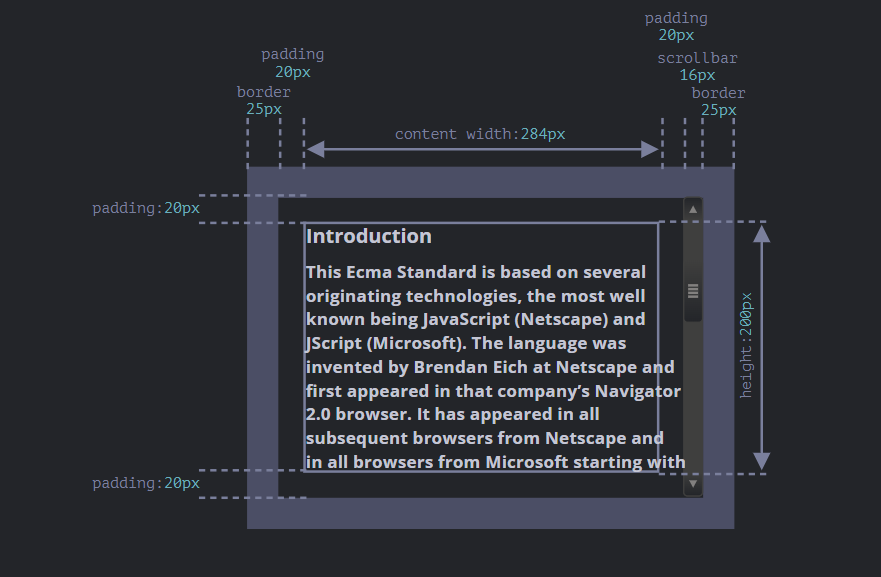 padding
20px
padding
20px
scrollbar
16px
border
25px
border
25px
content width:284px
padding:20px
Introduction
This Ecma Standard is based on several
originating technologies, the most well
known being JavaScript (Netscape) and
JScript (Microsoft). The language was
invented by Brendan Eich at Netscape and
first appeared in that company’s Navigator
2.0 browser. It has appeared in all
subsequent browsers from Netscape and
in all browsers from Microsoft starting with
height:200px
padding:20px